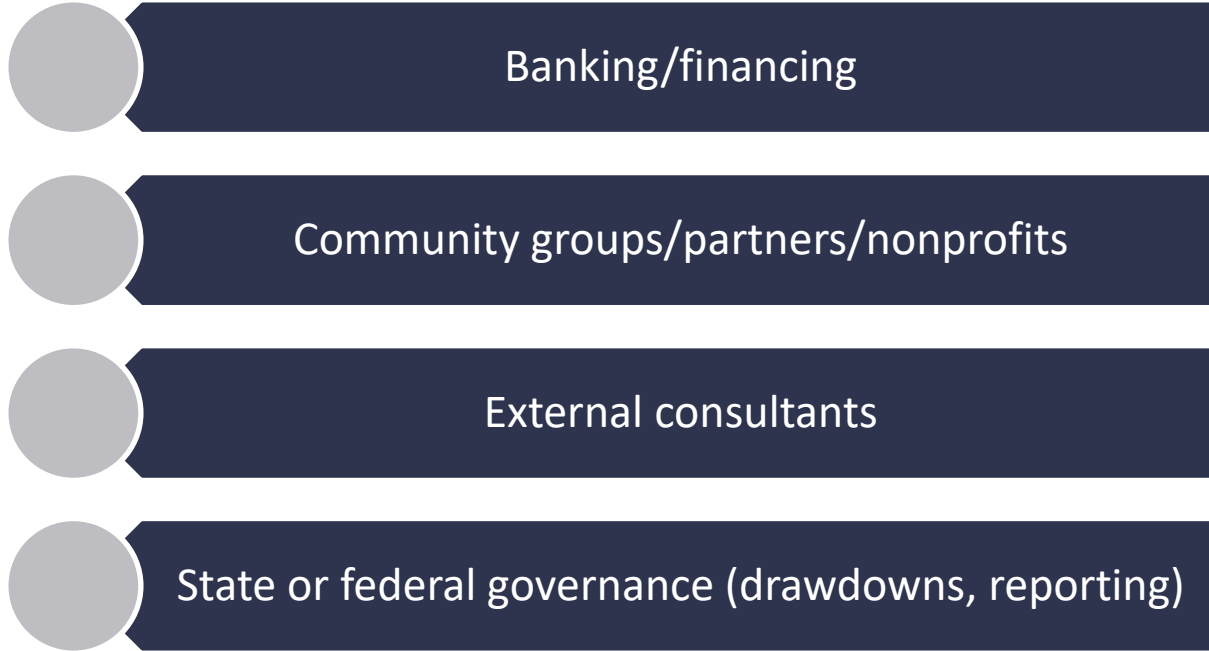 Banking/financing
Community groups/partners/nonprofits
External consultants
State or federal governance (drawdowns, reporting)